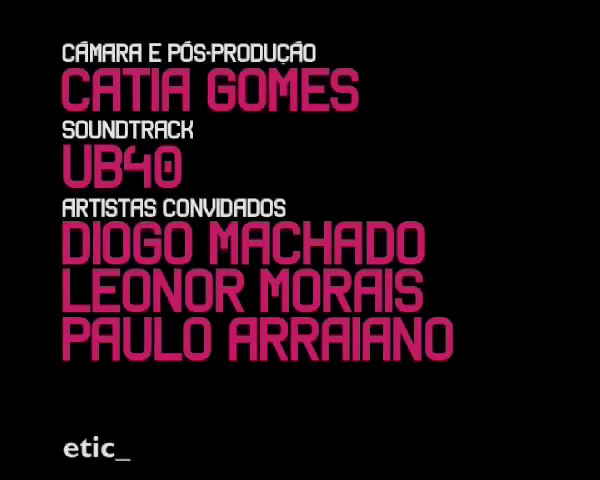 CÂMARA E PÓS-PRODUÇÃO
CATIA GOMES
SOUNDTRACK
UB40
ARTISTAS CONVIDADOS
DIOGO MACHADO
LEONOR MORAIS
PAULO ARRAIANO
etic_